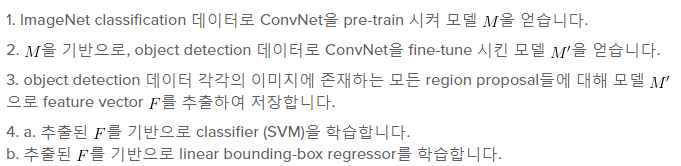 1. ImageNet classification 데이터로 ConvNet을 pre-train 시켜 모델 M을 얻습니다.
2. M을 기반으로, object detection 데이터로 ConvNet을 fine-tune 시킨 모델 M′을 얻습니다.
3. object detection 데이터 각각의 이미지에 존재하는 모든 region proposal들에 대해 모델 M′
으로 feature vector F를 추출하여 저장합니다.
4. a. 추출된 F를 기반으로 classifier (SVM)을 학습합니다.
b. 추출된 F를 기반으로 linear bounding-box regressor를 학습합니다.